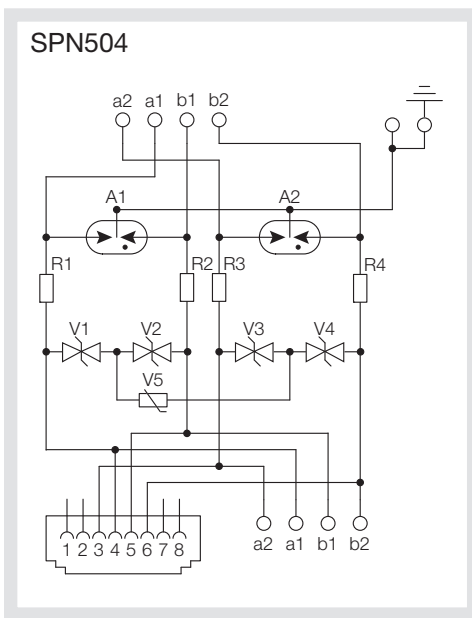 SPN504
a2 a1 b1 b2
A1 A2
R1 R2 R3 R4
V1 V2 V3 V4
V5
1 2 3 4 5 6 7 8
a2 a1 b1 b2